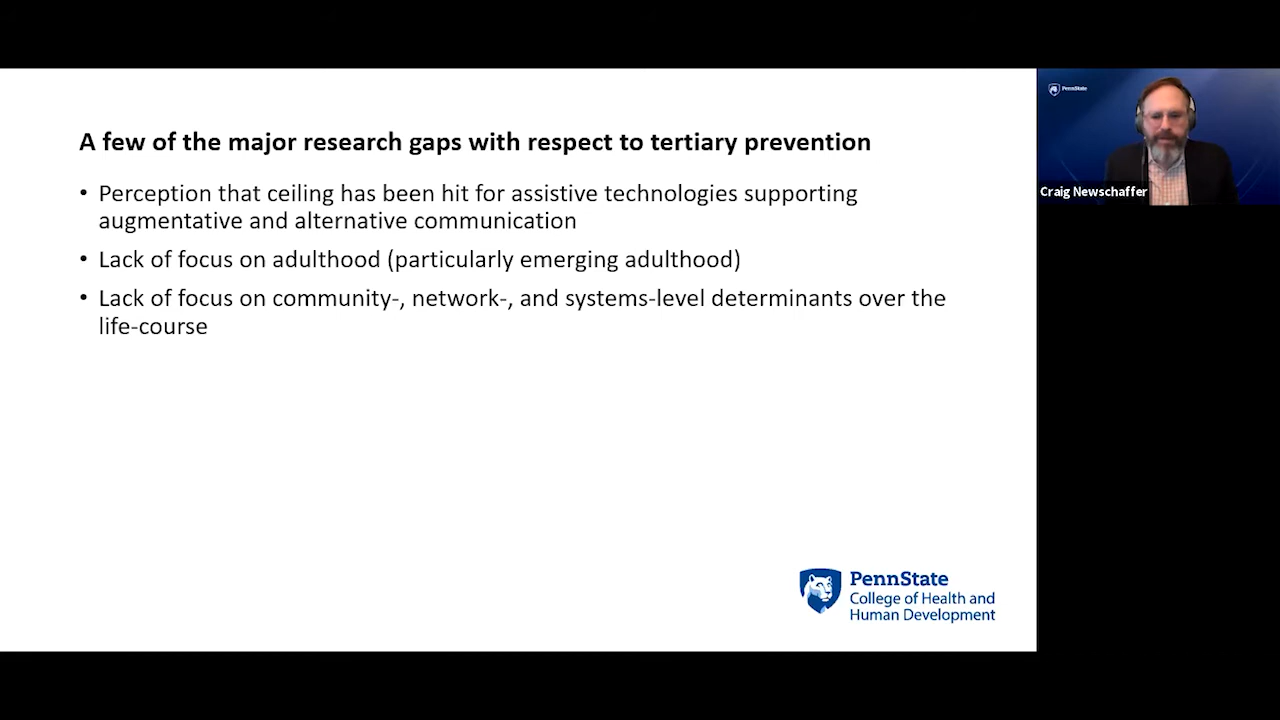 A few of the major research gaps with respect to tertiary prevention
• Perception that ceiling has been hit for assistive technologies supporting
augmentative and alternative communication
• Lack of focus on adulthood (particularly emerging adulthood)
• Lack of focus on community-, network-, and systems-level determinants over the
life-course
PennState
College of Health and
Human Development
PennState
Craig Newschaffer